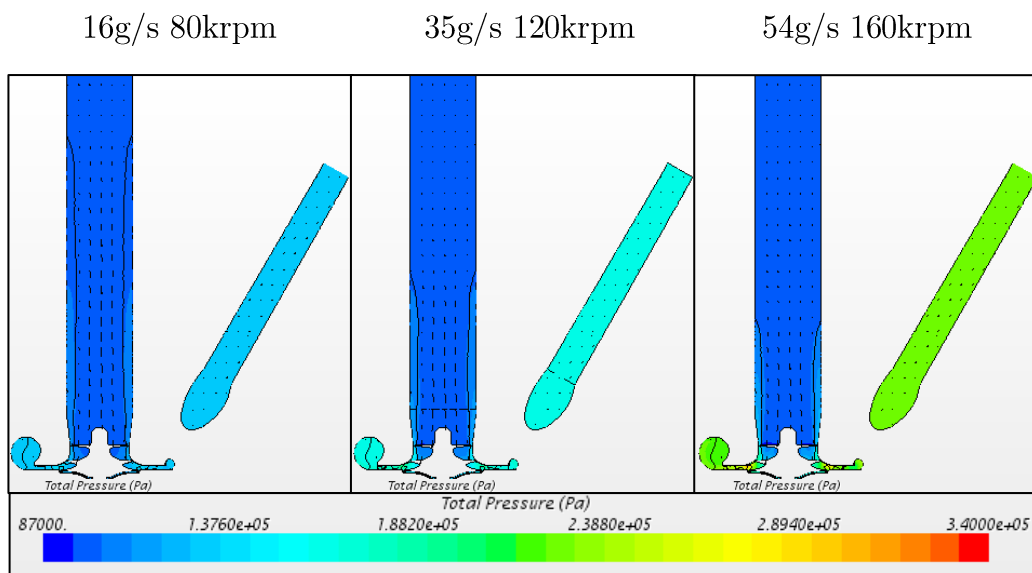 16g/s 80krpm 35g/s 120krpm 54g/s 160krpm
Total Pressure (Pa) Total Pressure (Pa) Total Pressure (Pa)
Total Pressure (Pa)
87000. 1.3760e+05 1.8820e+05 2.3880e+05 2.8940e+05 3.4000e+05